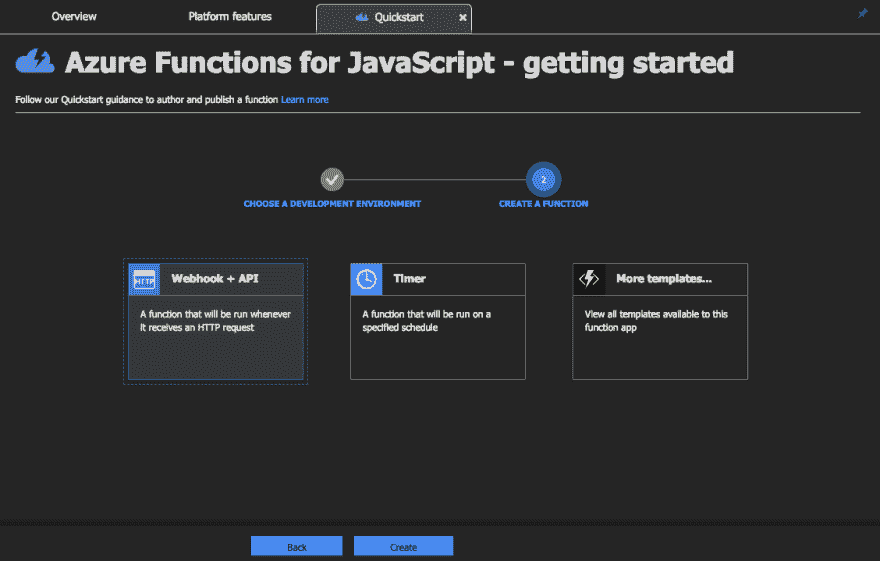 Overview
Platform features
Quickstart
Azure Functions for JavaScript - getting started
Follow our Quickstart guidance to author and publish a function Learn more
2
CHOOSE A DEVELOPMENT ENVIRONMENT
CREATE A FUNCTION
HTTP
Webhook + API
A function that will be run whenever
it receives an HTTP request
Timer
A function that will be run on a
specified schedule
More templates...
View all templates available to this
function app
Back
Create